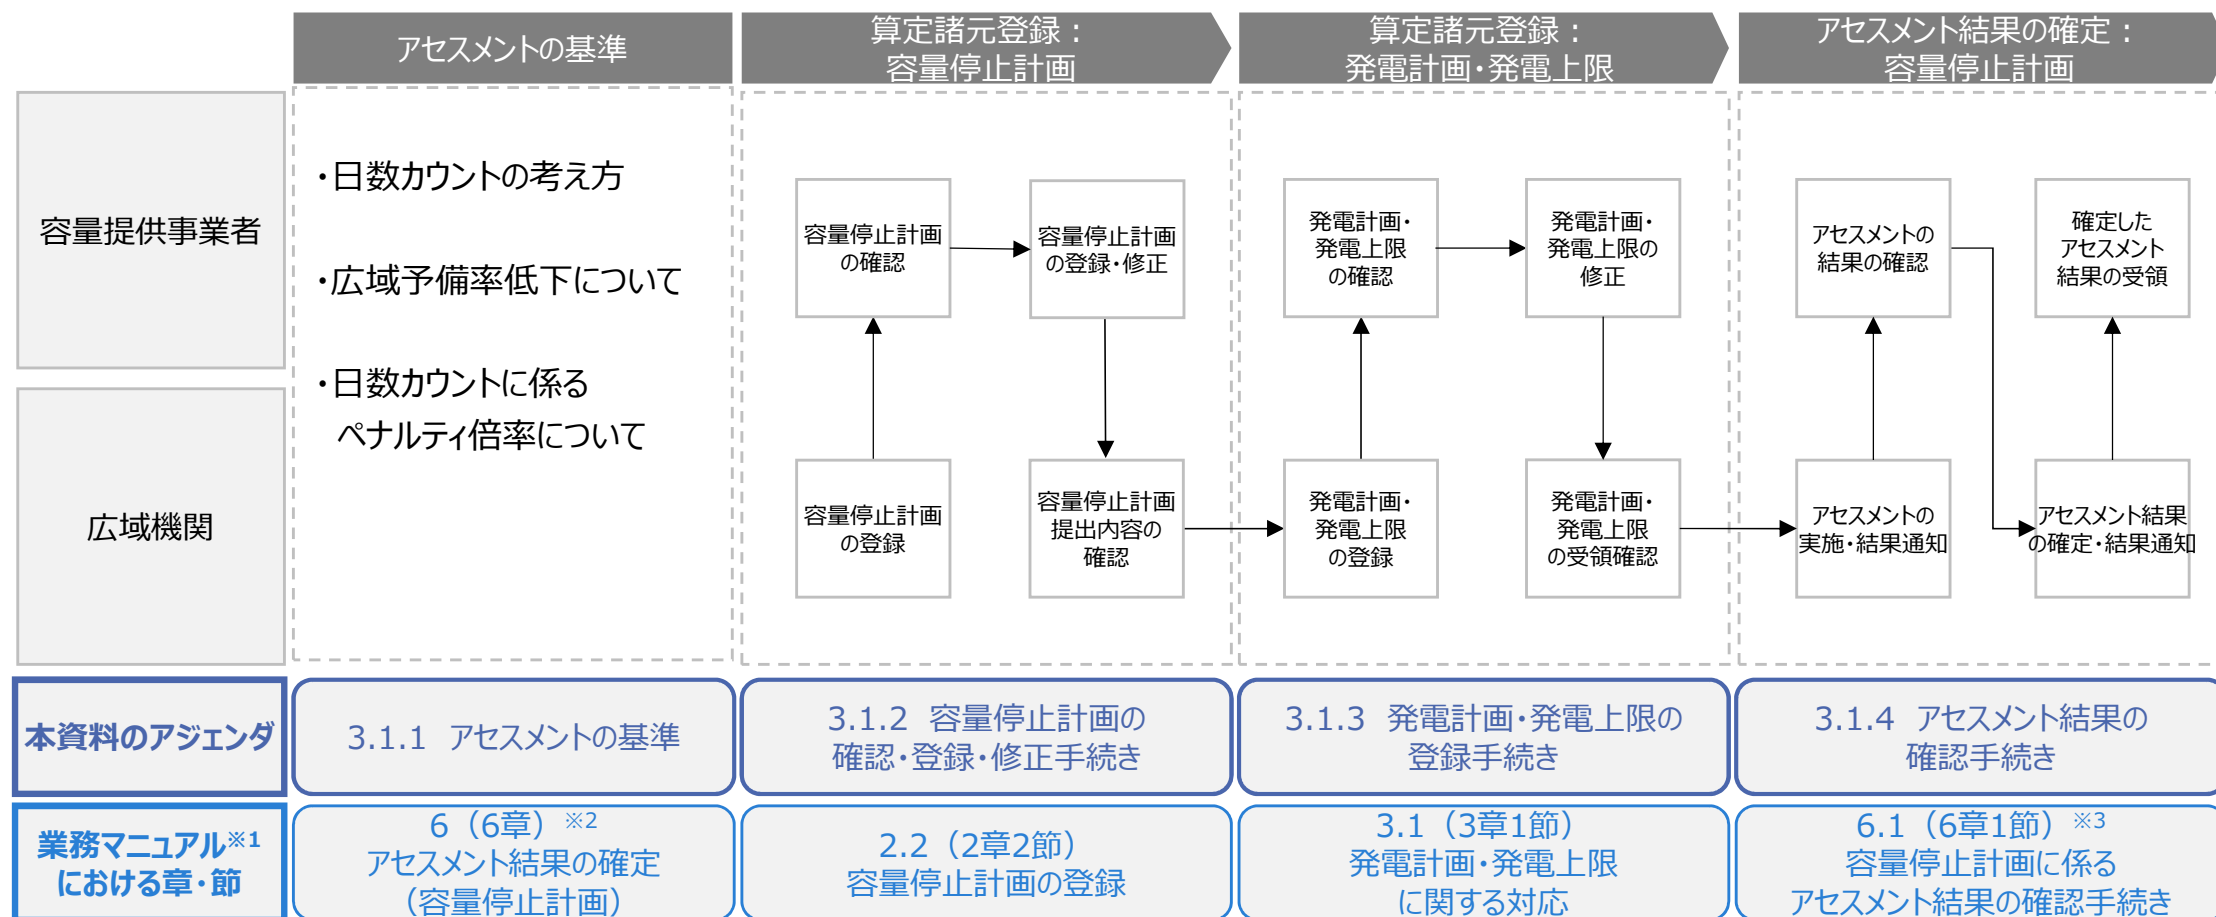 アセスメントの基準
算定諸元登録：
容量停止計画
算定諸元登録：
発電計画・発電上限
アセスメント結果の確定：
容量停止計画
容量提供事業者
・日数カウントの考え方
・広域予備率低下について
・日数カウントに係る
ペナルティ倍率について
容量停止計画
の確認
容量停止計画
の登録・修正
発電計画・
発電上限
の確認
発電計画・
発電上限の
修正
アセスメントの
結果の確認
確定した
アセスメント
結果の受領
広域機関
容量停止計画
の登録
容量停止計画
提出内容の
確認
発電計画・
発電上限
の登録
発電計画・
発電上限
の受領確認
アセスメントの
実施・結果通知
アセスメント結果
の確定・結果通知
本資料のアジェンダ
3.1.1 アセスメントの基準
3.1.2 容量停止計画の
確認・登録・修正手続き
3.1.3 発電計画・発電上限の
登録手続き
3.1.4 アセスメント結果の
確認手続き
業務マニュアル※1
における章・節
6（6章）※2
アセスメント結果の確定
（容量停止計画）
2.2（2章2節）
容量停止計画の登録
3.1（3章1節）
発電計画・発電上限
に関する対応
6.1（6章1節）※3
容量停止計画に係る
アセスメント結果の確認手続き